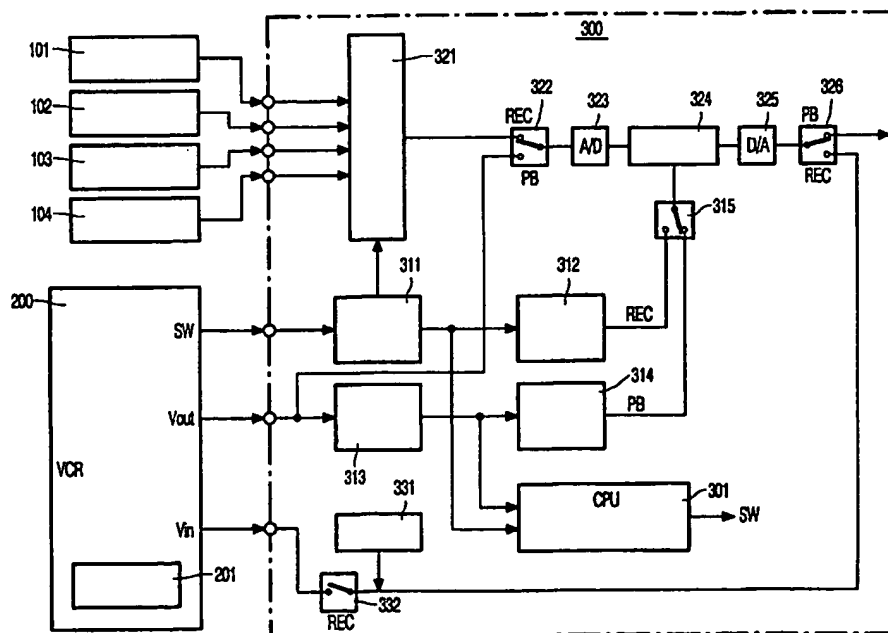 300
101
102
103
104
321
REC
322
PB
323
A/D
324
325
D/A
326
PB
REC
315
200
SW
311
312
REC
314
PB
Vout
313
VCR
CPU
301
SW
331
Vin
201
332
REC